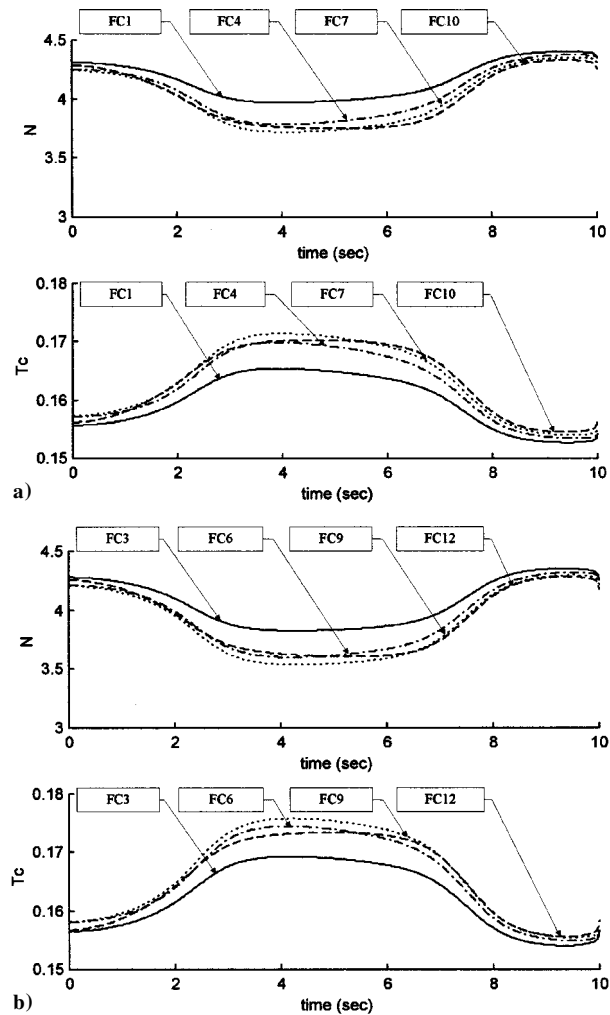 FC1 FC4 FC7 FC10
4.5
4
N
3.5
3
0 2 4 6 8 10
time (sec)
0.18
FC1 FC4 FC7 FC10
0.17
Tc
0.16
0.15
0 2 4 6 8 10
a)
time (sec)
FC3 FC6 FC9 FC12
4.5
4
N
3.5
3
0 2 4 6 8 10
time (sec)
0.18
FC3 FC6 FC9 FC12
0.17
Tc
0.16
0.15
0 2 4 6 8 10
b)
time (sec)